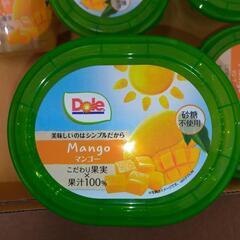 Dole
砂糖
不使用
美味しいのはシンプルだから
Mango
マンゴー
こだわり果実
×
果汁100%